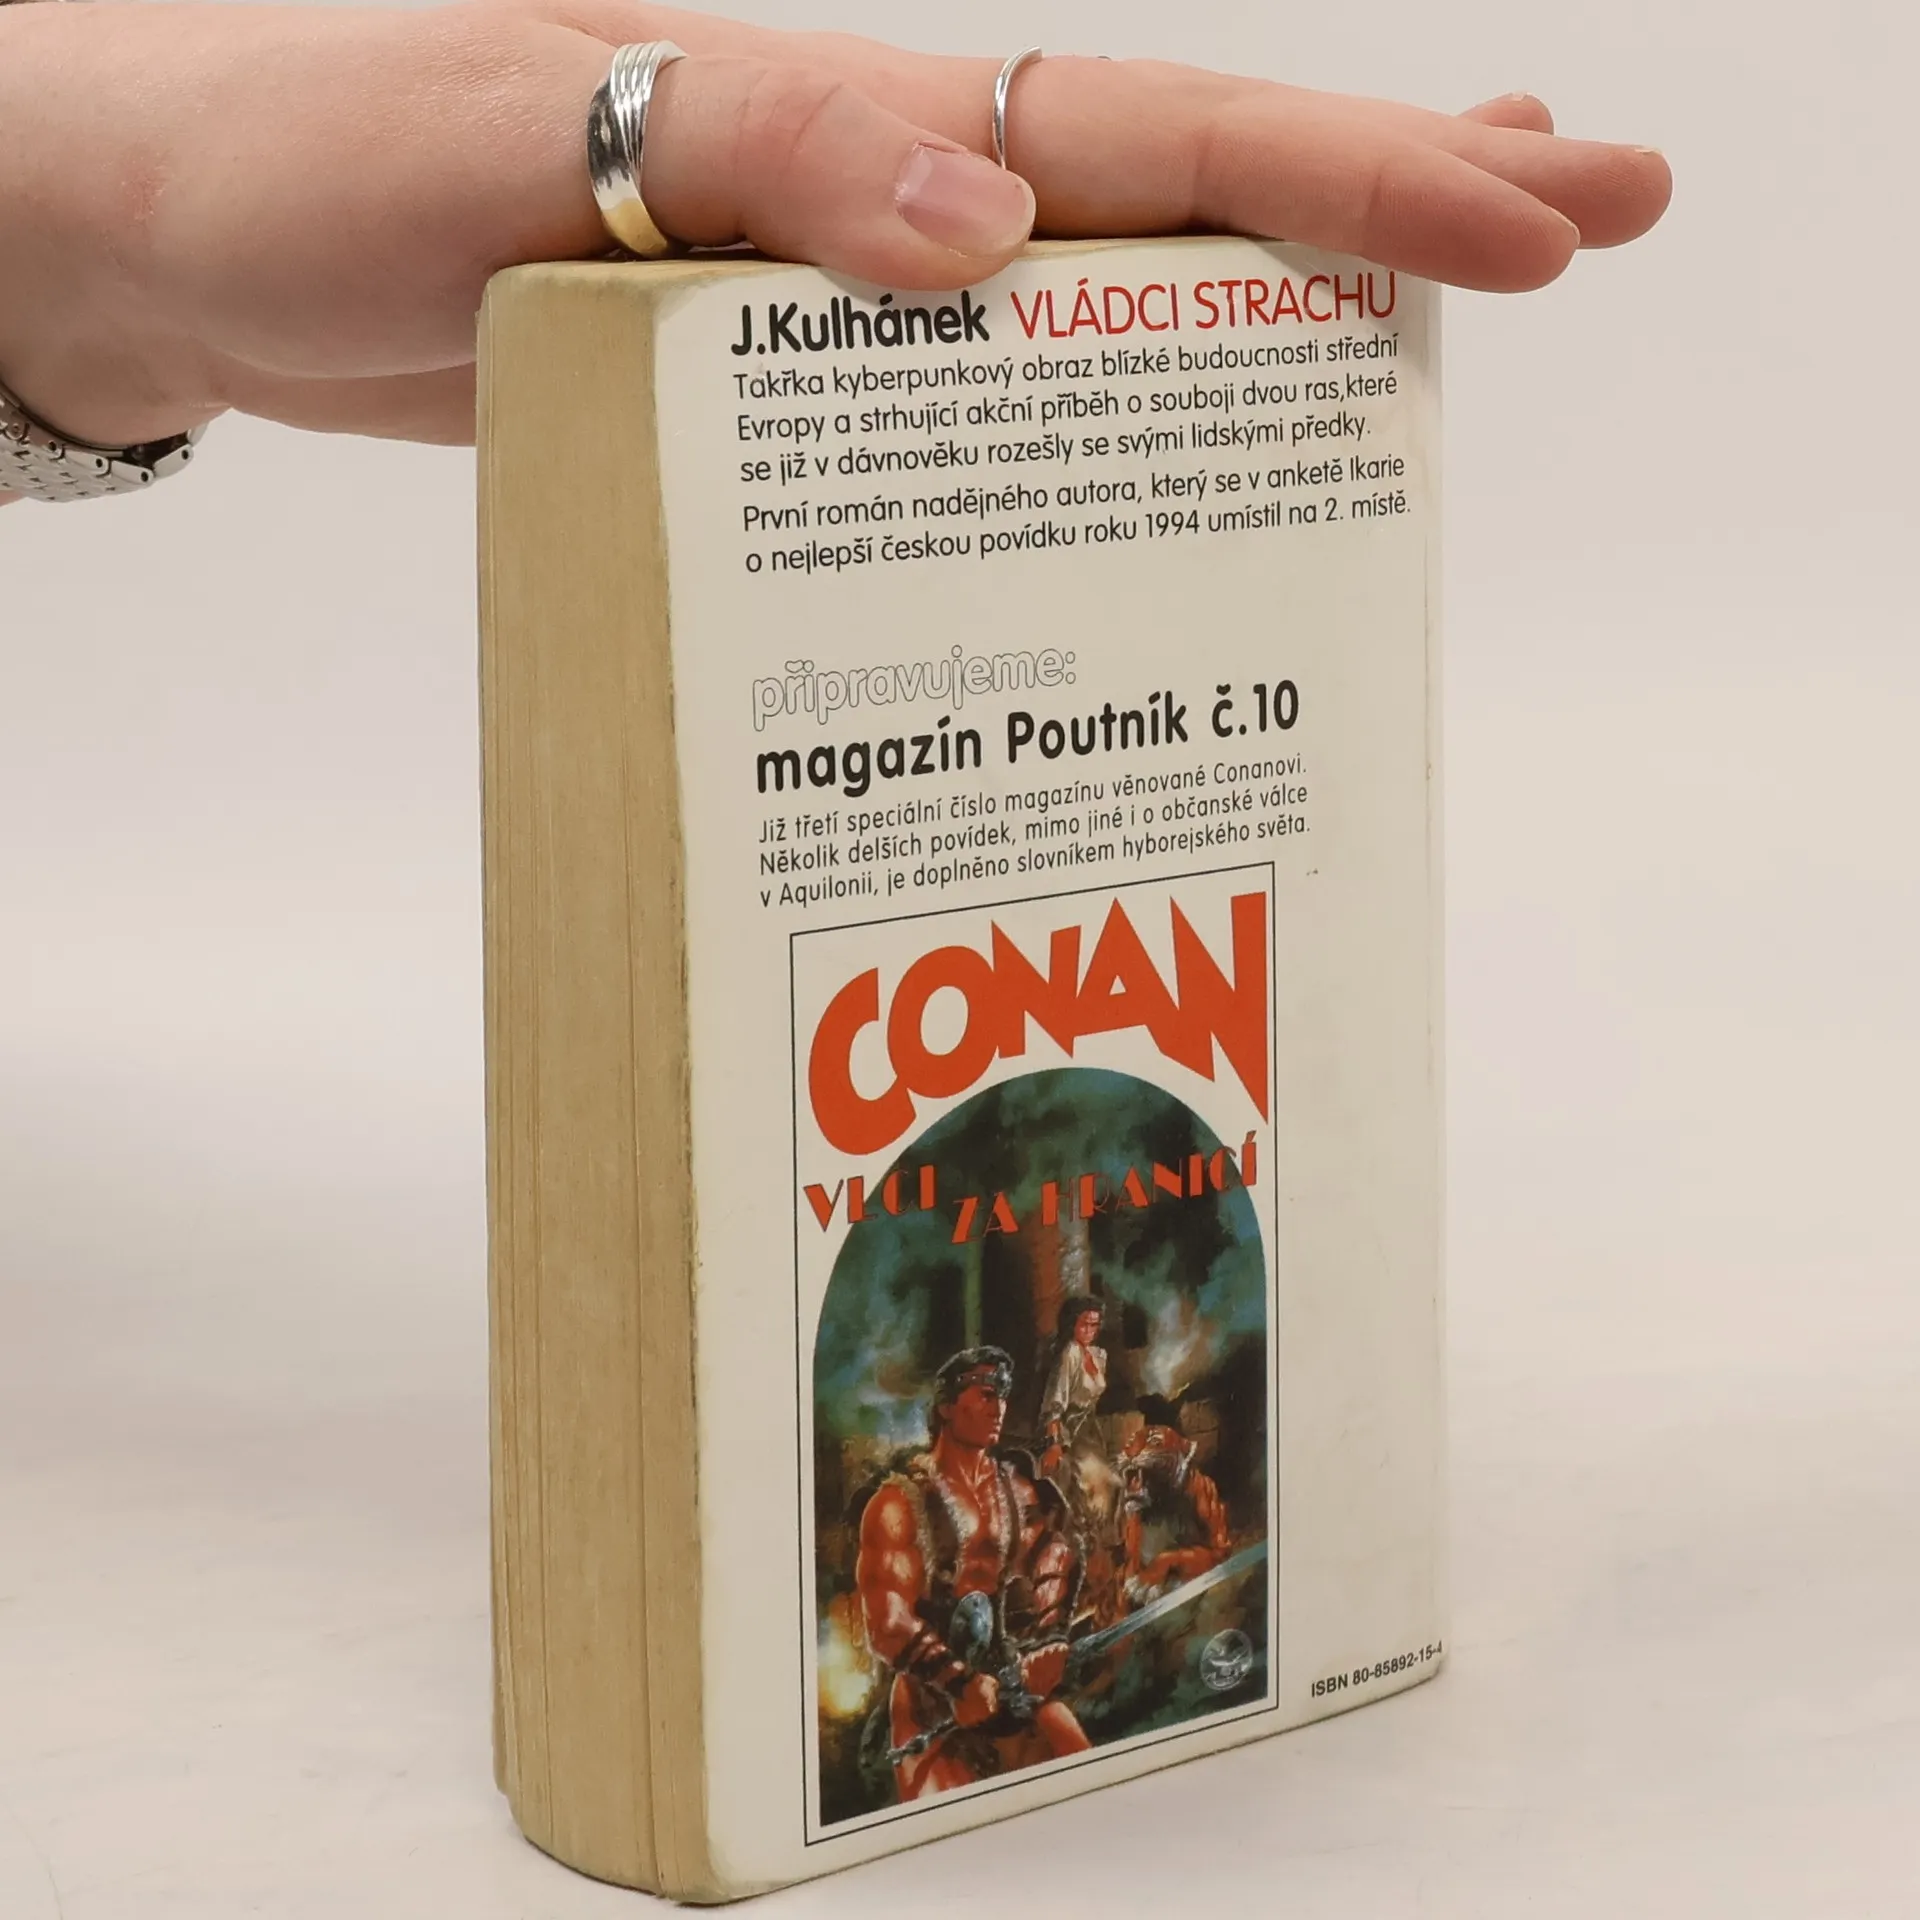 J.Kulhánek VLÁDCI STRACHU
Takřka kyberpunkový obraz blízké budoucnosti střední
Evropy a strhující akční příběh o souboji dvou ras,které
se již v dávnověku rozešly se svými lidskými předky.
První román nadějného autora, který se v anketě Ikarie
o nejlepší českou povídku roku 1994 umístil na 2. místě.
připravujeme:
magazín Poutník č.10
Již třetí speciální číslo magazínu věnované Conanovi.
Několik delších povídek, mimo jiné i o občanské válce
v Aquilonii, je doplněno slovníkem hyborejského světa.
CONAN
VLCI ZA HRANICÍ
ISBN 80-85892-15-4